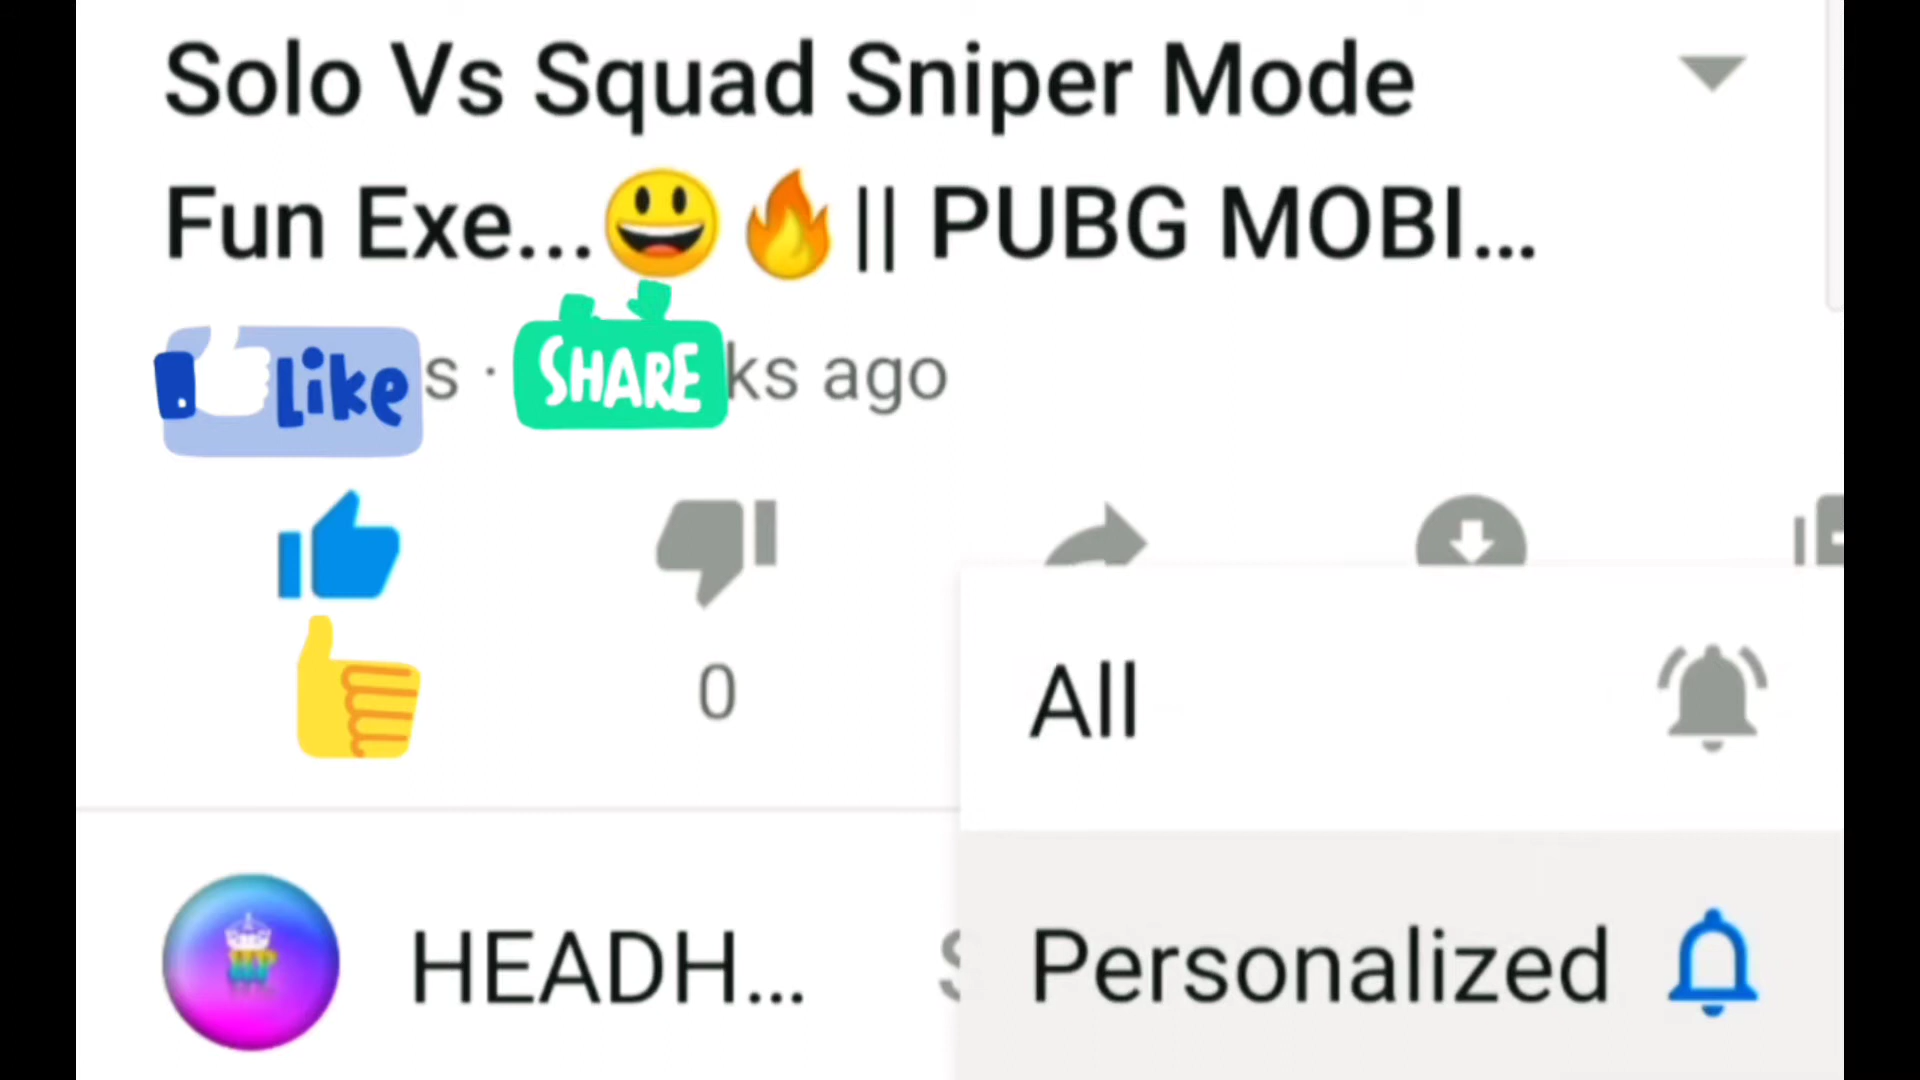 Solo Vs Squad Sniper Mode
Fun Exe...😃🔥|| PUBG MOBI...
Like s · SHARE ks ago
0
All
HEADH... S
Personalized